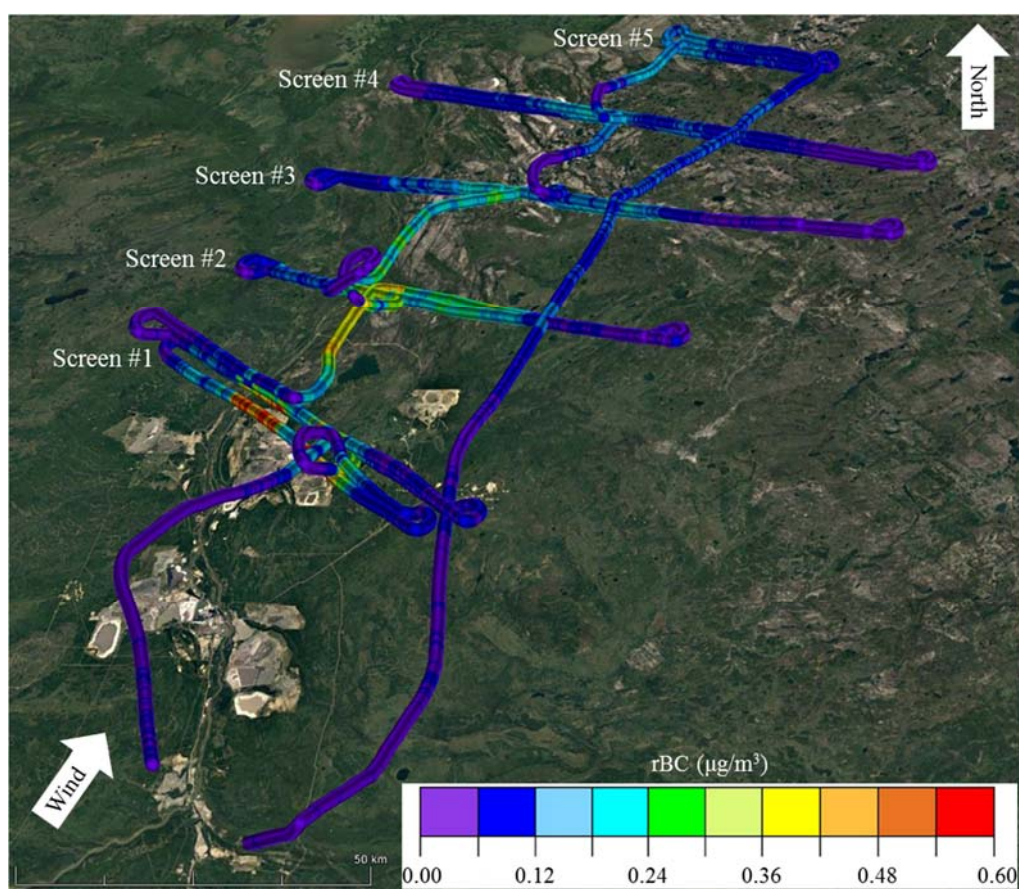 Screen #5
Screen #4
North
Screen #3
Screen #2
Screen #1
Wind
rBC (µg/m³)
50 km
0.00 0.12 0.24 0.36 0.48 0.60